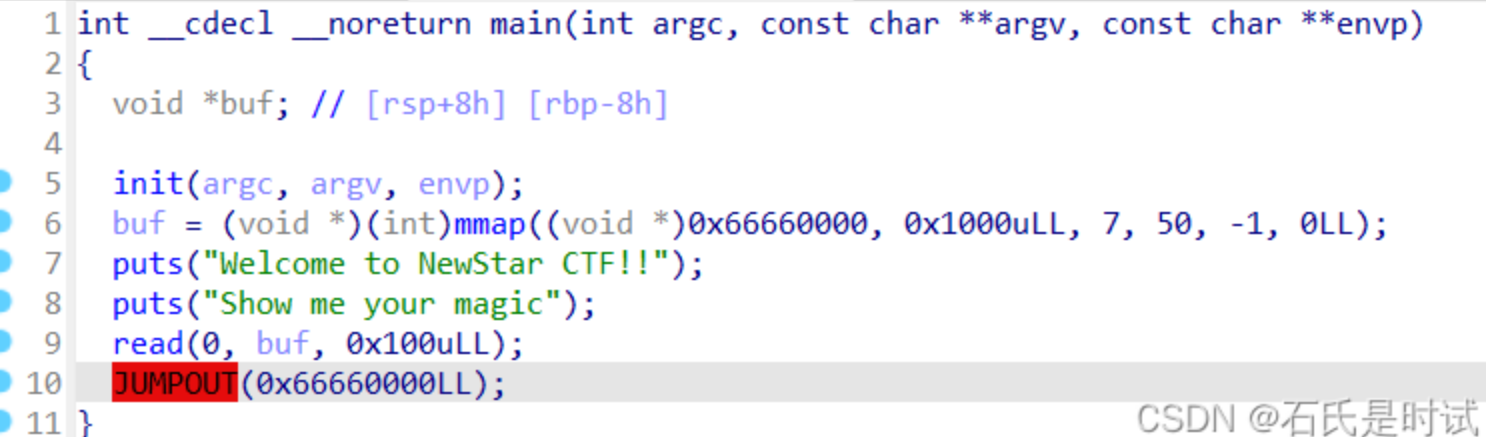 1 int __cdecl __noreturn main(int argc, const char **argv, const char **envp)
2 {
3   void *buf; // [rsp+8h] [rbp-8h]
4
5   init(argc, argv, envp);
6   buf = (void *)(int)mmap((void *)0x66660000, 0x1000uLL, 7, 50, -1, 0LL);
7   puts("Welcome to NewStar CTF!!");
8   puts("Show me your magic");
9   read(0, buf, 0x100uLL);
10   JUMPOUT(0x66660000LL);
11 }
CSDN @石氏是时试